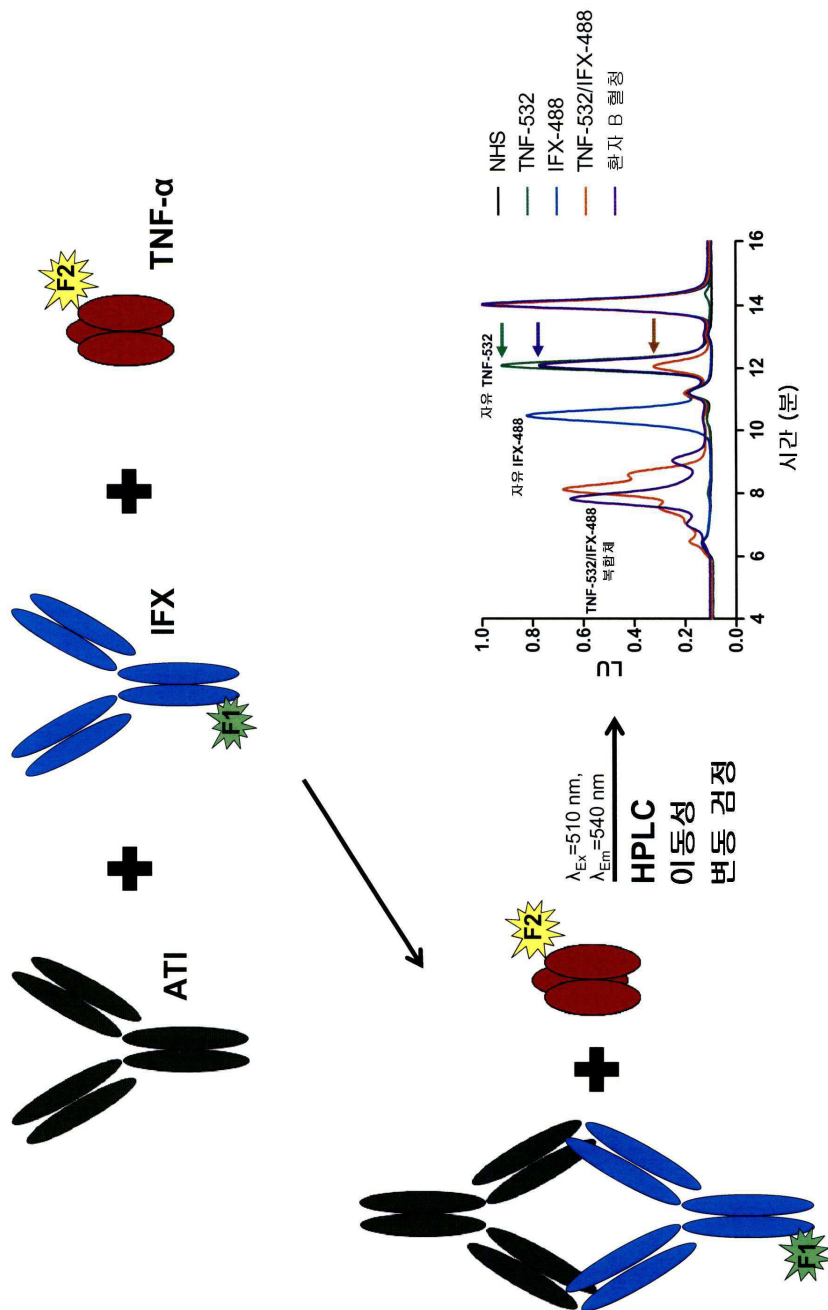 ATI
IFX
F1
TNF-α
F2
F1
F2
λEx=510 nm,
λEm=540 nm
HPLC
이동성
변동 검정
LU
1.0
0.8
0.6
0.4
0.2
0.0
4
6
8
10
12
14
16
시간 (분)
TNF-532/IFX-488
복합체
자유 IFX-488
자유 TNF-532
NHS
TNF-532
IFX-488
TNF-532/IFX-488
환자 B 혈청